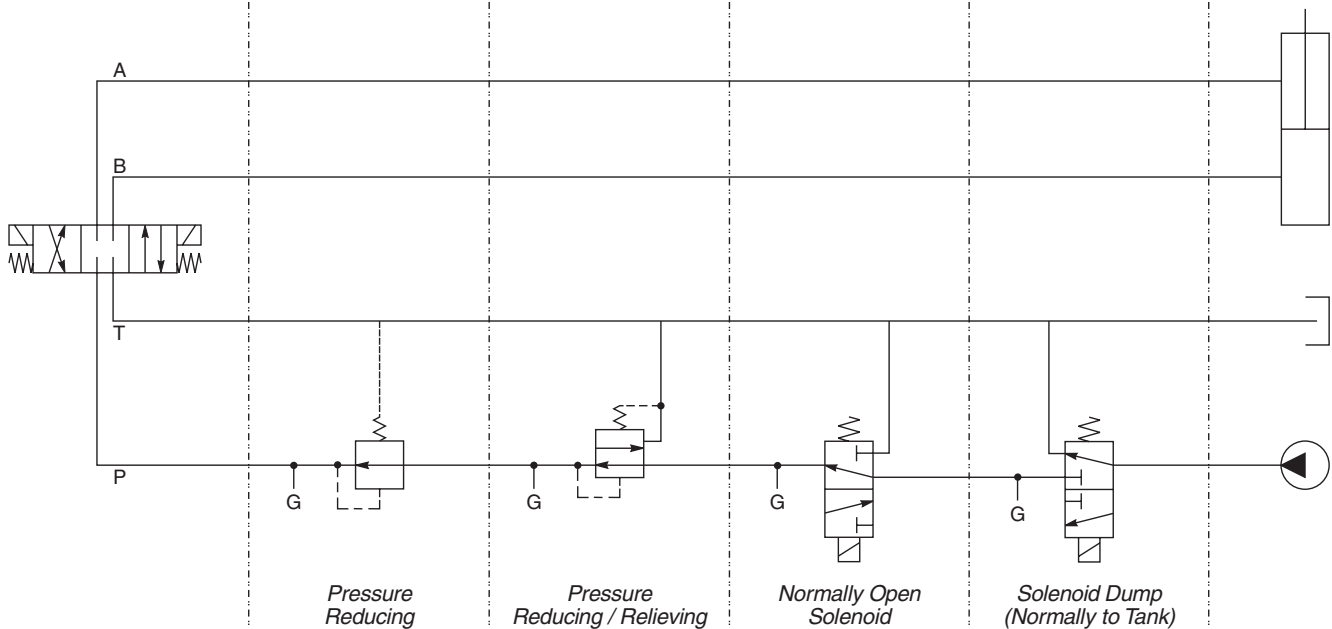 A
B
T
P
G
G
G
G
Pressure
Reducing
Pressure
Reducing / Relieving
Normally Open
Solenoid
Solenoid Dump
(Normally to Tank)